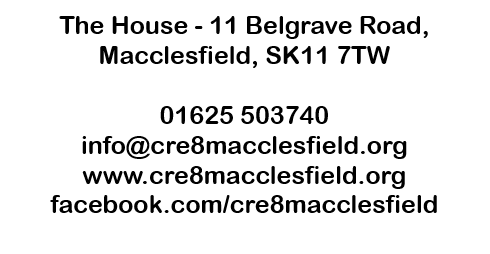 The House - 11 Belgrave Road,
Macclesfield, SK11 7TW
01625 503740
info@cre8macclesfield.org
www.cre8macclesfield.org
facebook.com/cre8macclesfield